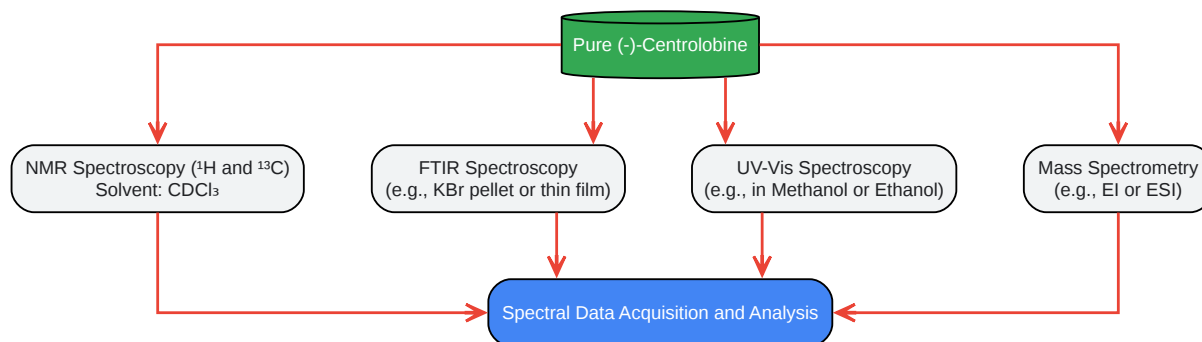 Pure (-)-Centrolobine
NMR Spectroscopy (¹H and ¹³C)
Solvent: CDCl₃
FTIR Spectroscopy
(e.g., KBr pellet or thin film)
UV-Vis Spectroscopy
(e.g., in Methanol or Ethanol)
Mass Spectrometry
(e.g., EI or ESI)
Spectral Data Acquisition and Analysis